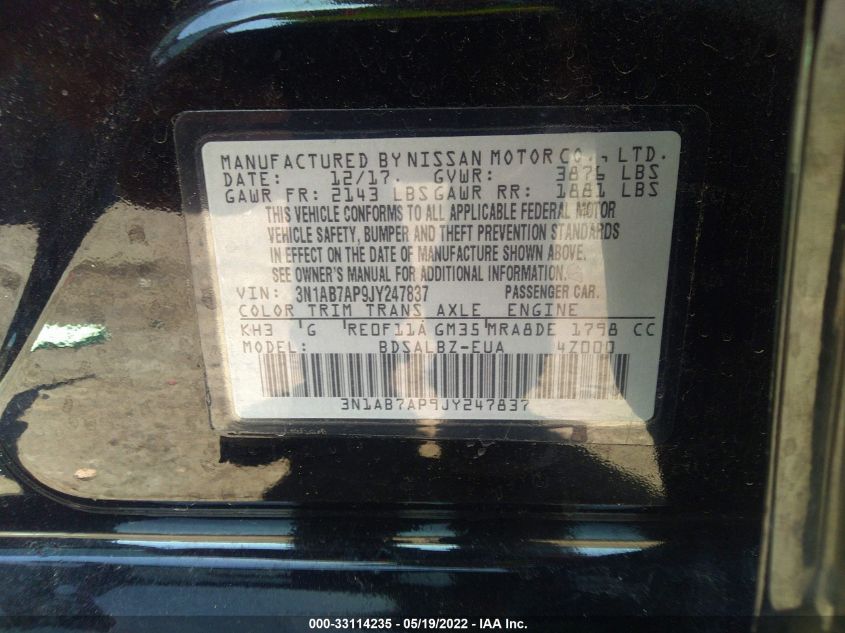 MANUFACTURED BY NISSAN MOTOR CO., LTD.
DATE: 12/17. GVWR: 3876 LBS
GAWR FR: 2143 LBS GAWR RR: 1881 LBS
THIS VEHICLE CONFORMS TO ALL APPLICABLE FEDERAL MOTOR
VEHICLE SAFETY, BUMPER AND THEFT PREVENTION STANDARDS
IN EFFECT ON THE DATE OF MANUFACTURE SHOWN ABOVE.
SEE OWNER'S MANUAL FOR ADDITIONAL INFORMATION.
VIN: 3N1AB7AP9JY247837 PASSENGER CAR.
COLOR TRIM TRANS AXLE ENGINE
KH3 G RE0F11A GM35 MRA8DE 1798 CC
MODEL: BDSALBZ-EUA 4Z000
3N1AB7AP9JY247837
000-33114235 - 05/19/2022 - IAA Inc.